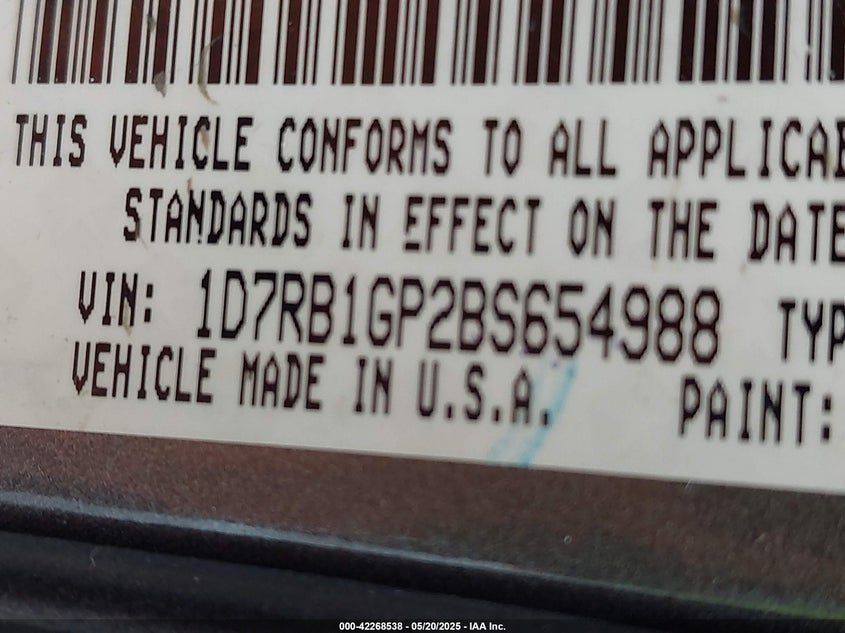 THIS VEHICLE CONFORMS TO ALL APPLICAB
STANDARDS IN EFFECT ON THE DATE
VIN: 1D7RB1GP2BS654988 TYP
VEHICLE MADE IN U.S.A. PAINT:
000-42268538 - 05/20/2025 - IAA Inc.